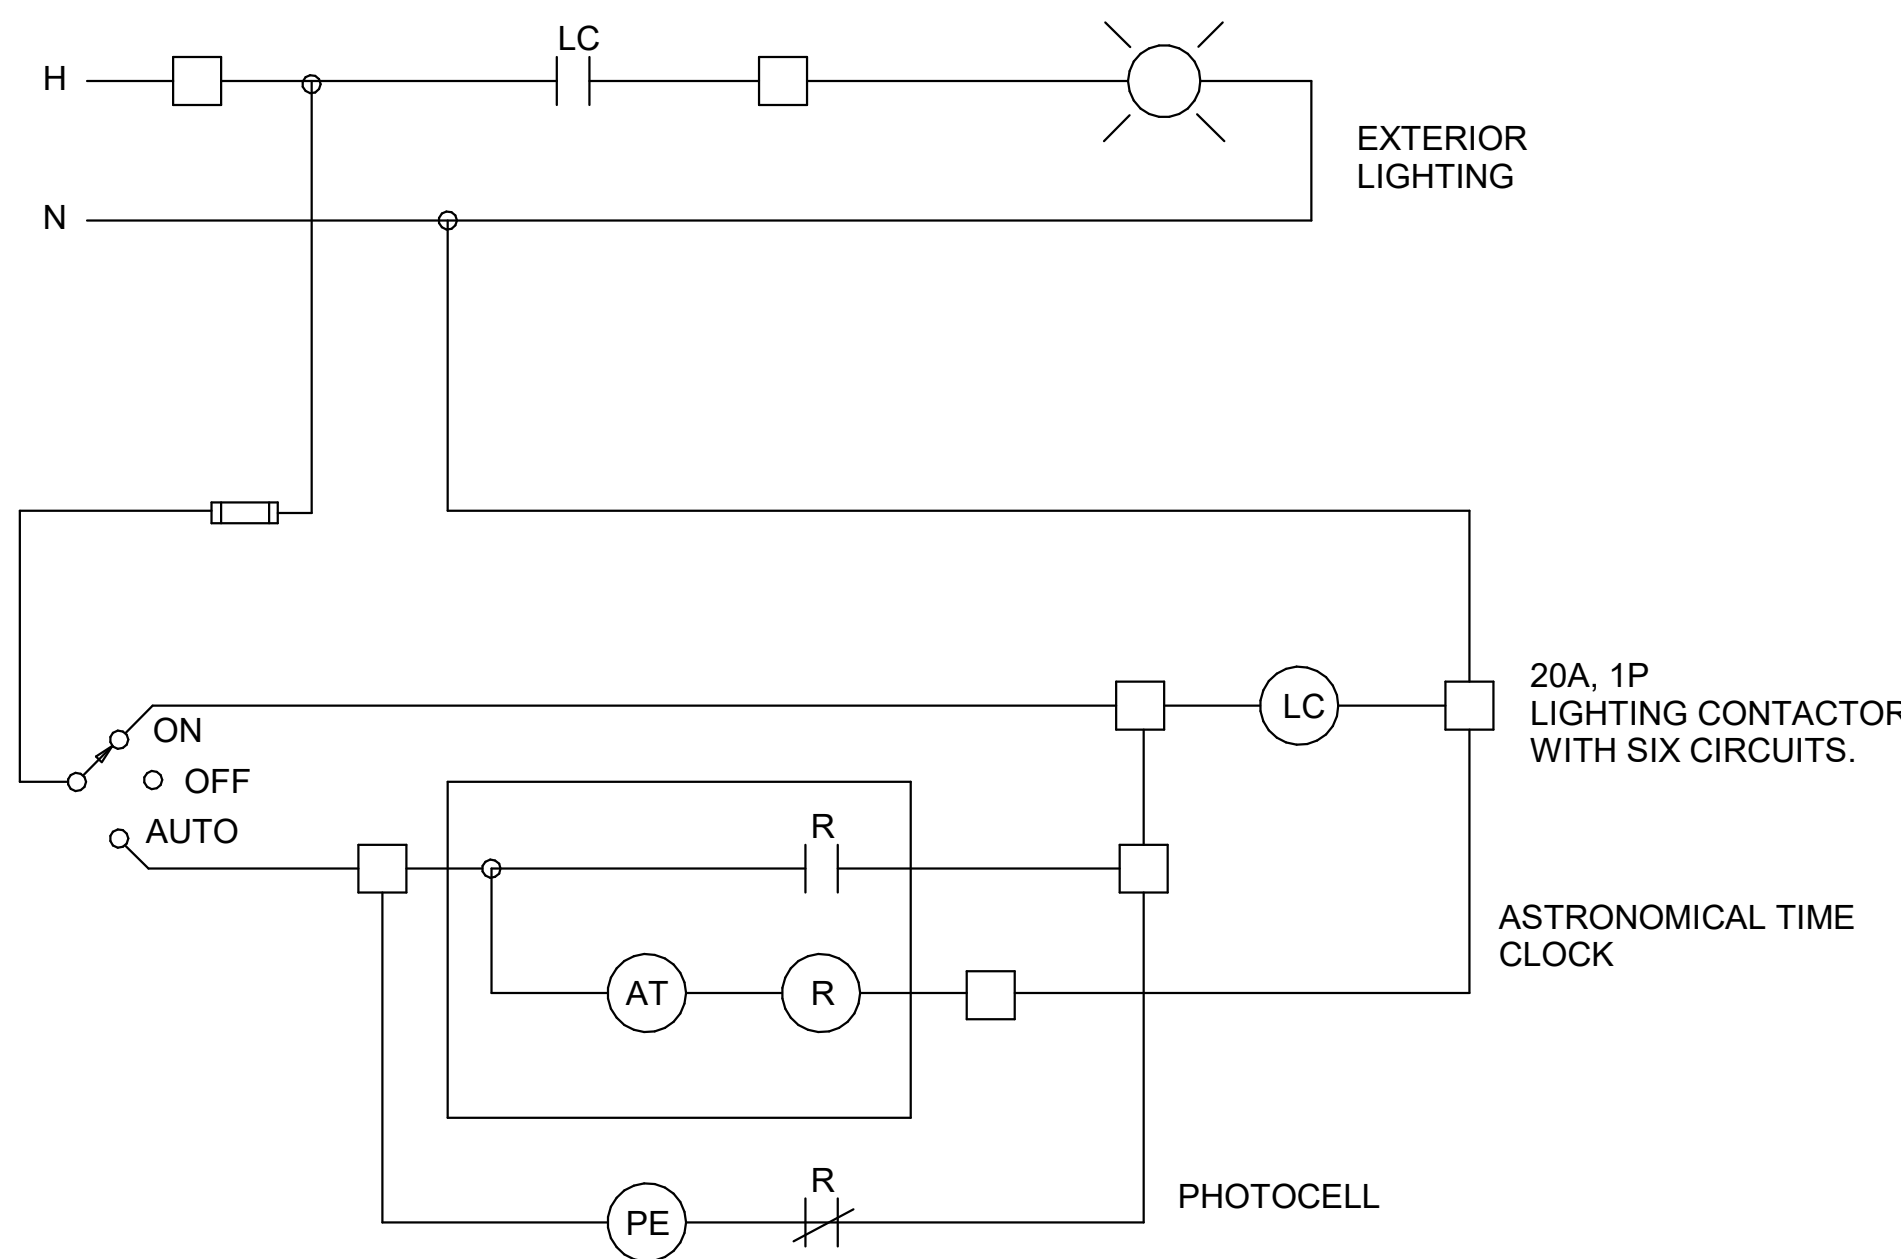 LC
H
EXTERIOR
LIGHTING
N
20A, 1P
LIGHTING CONTACTOR
WITH SIX CIRCUITS.
LC
ON
OFF
AUTO
R
ASTRONOMICAL TIME
CLOCK
AT
R
R
PHOTOCELL
PE